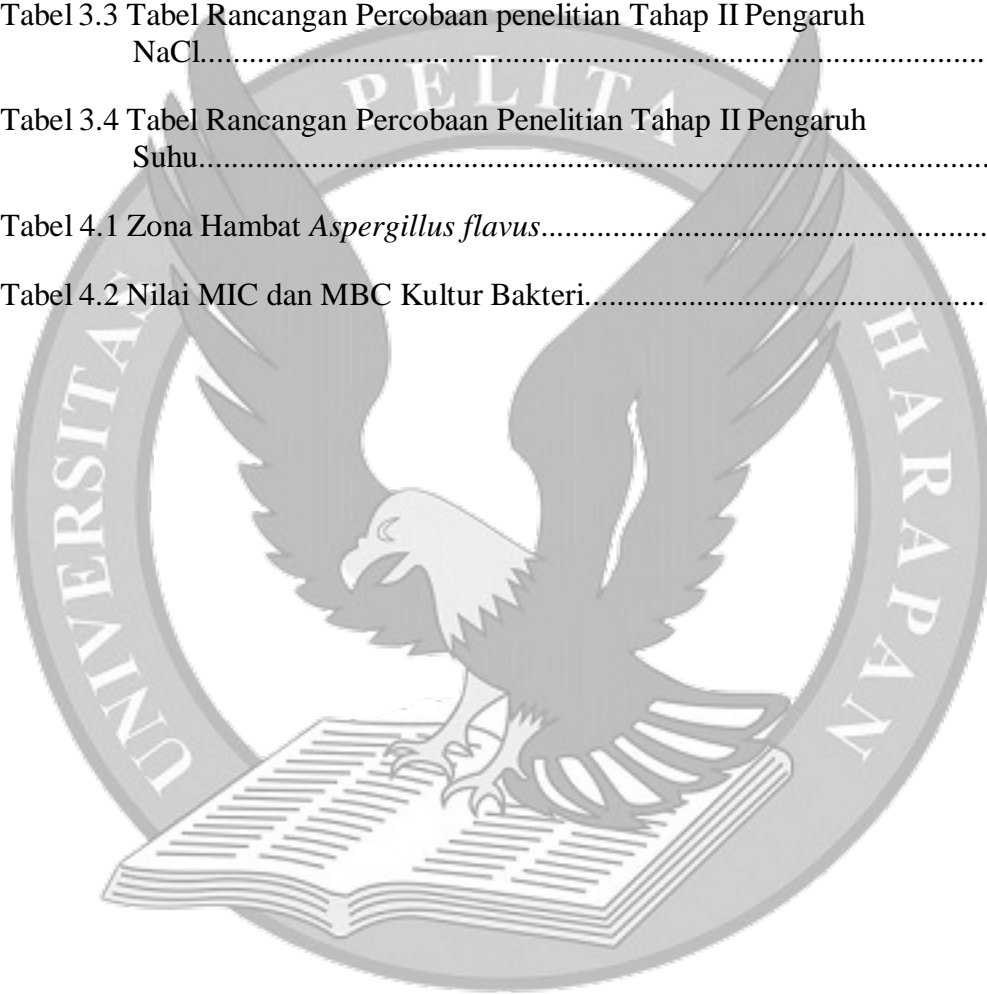 Tabel 3.3 Tabel Rancangan Percobaan penelitian Tahap II Pengaruh
NaCl....................................................................................................
Tabel 3.4 Tabel Rancangan Percobaan Penelitian Tahap II Pengaruh
Suhu....................................................................................................
Tabel 4.1 Zona Hambat Aspergillus flavus.........................................................
Tabel 4.2 Nilai MIC dan MBC Kultur Bakteri...................................................
UNIVERSITAS PELITA HARAPAN